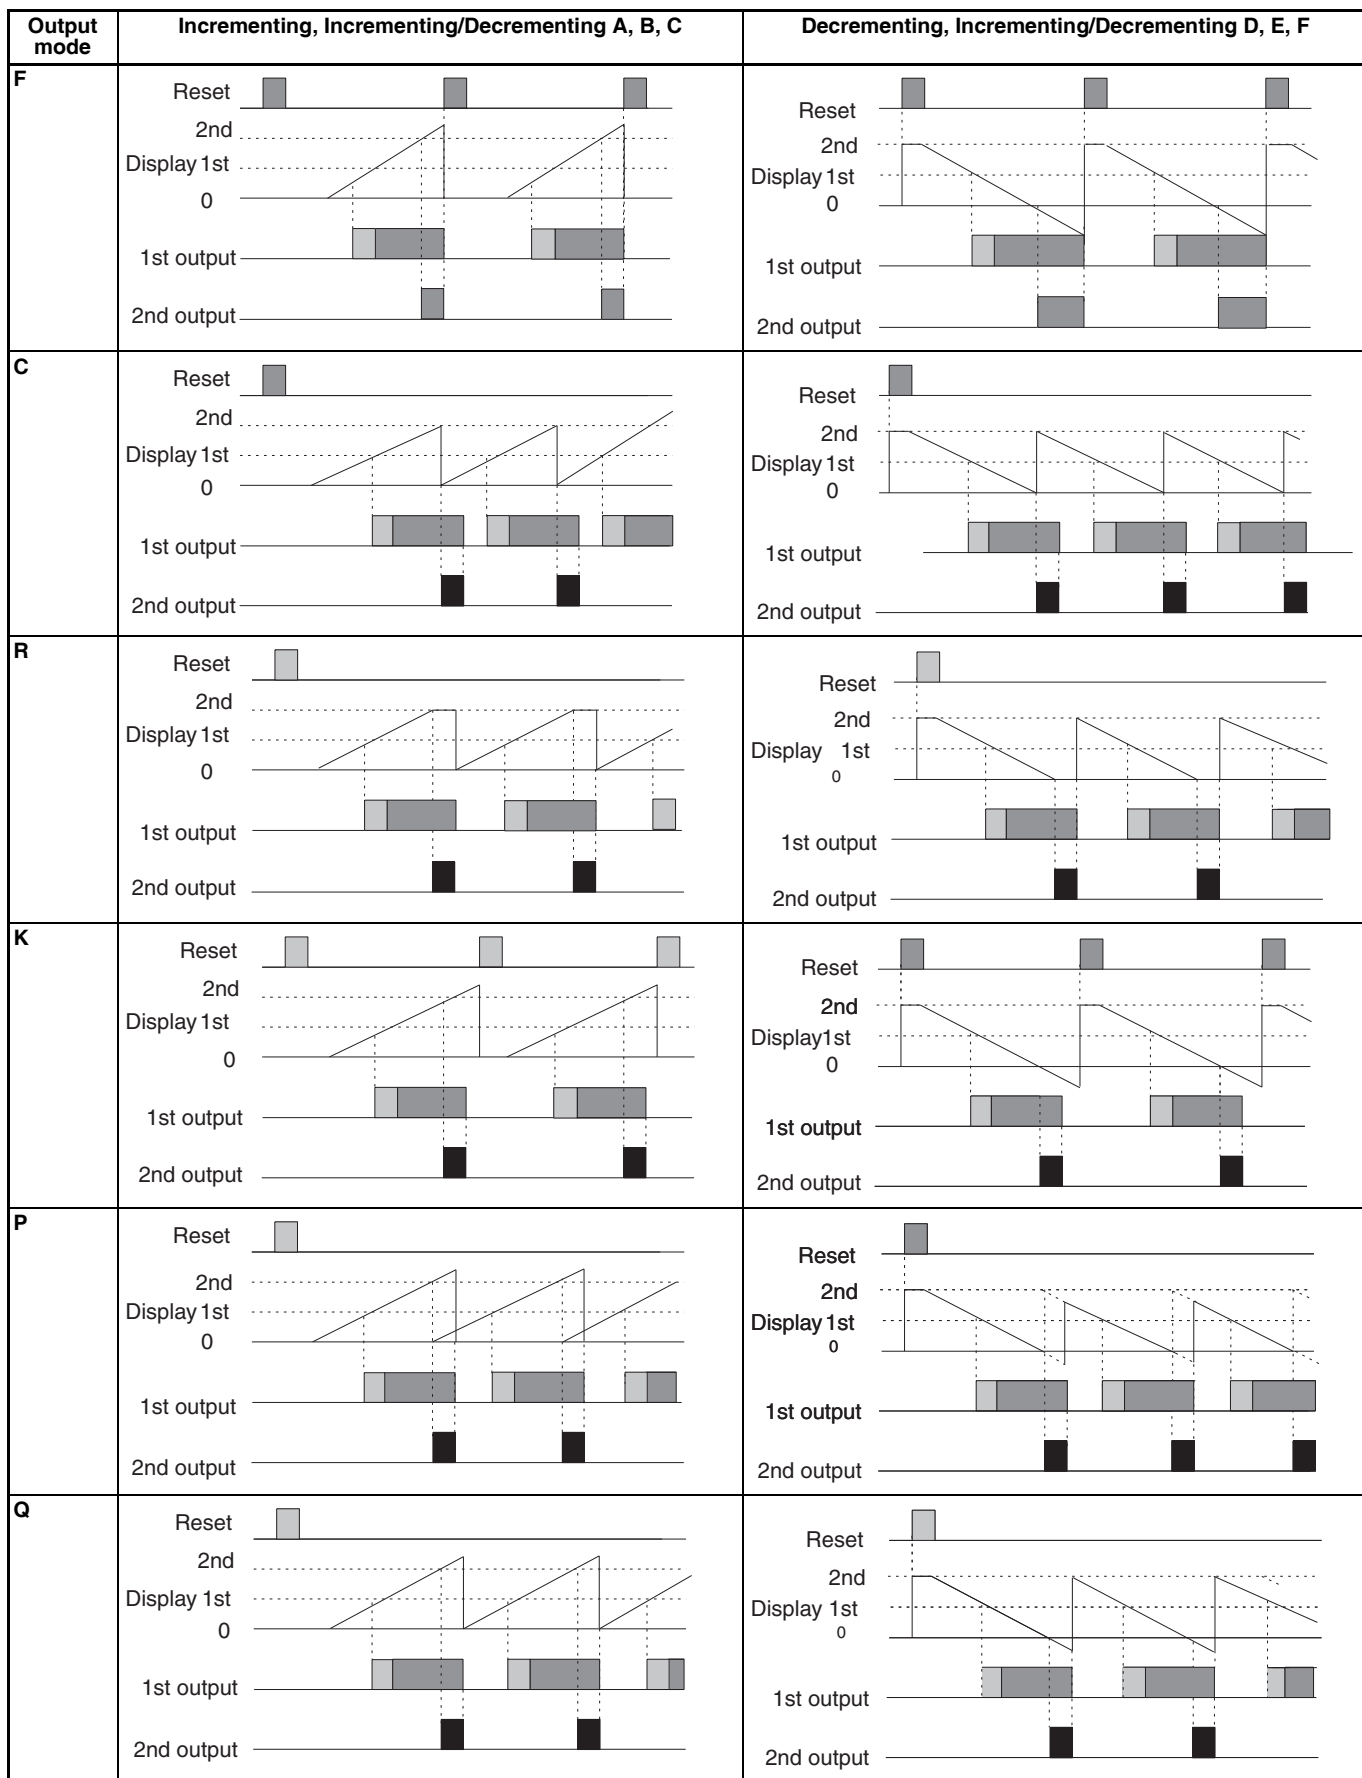 Output mode
Incrementing, Incrementing/Decrementing A, B, C
Decrementing, Incrementing/Decrementing D, E, F
F
Reset
2nd
Display 1st
0
1st output
2nd output
Reset
2nd
Display 1st
0
1st output
2nd output
C
Reset
2nd
Display 1st
0
1st output
2nd output
Reset
2nd
Display 1st
0
1st output
2nd output
R
Reset
2nd
Display 1st
0
1st output
2nd output
Reset
2nd
Display 1st
0
1st output
2nd output
K
Reset
2nd
Display 1st
0
1st output
2nd output
Reset
2nd
Display1st
0
1st output
2nd output
P
Reset
2nd
Display 1st
0
1st output
2nd output
Reset
2nd
Display 1st
0
1st output
2nd output
Q
Reset
2nd
Display 1st
0
1st output
2nd output
Reset
2nd
Display 1st
0
1st output
2nd output